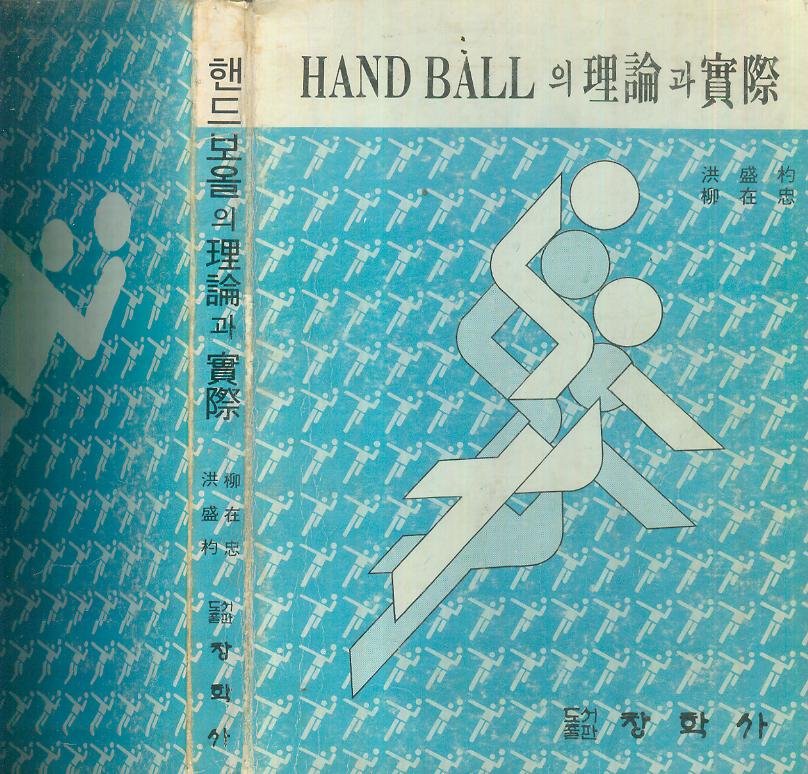 HAND BALL 의 理論과 實際
洪盛杓
柳在忠
도서출판 장학사
핸드보올의 理論과 實際
洪盛杓
柳在忠
도서출판 장학사